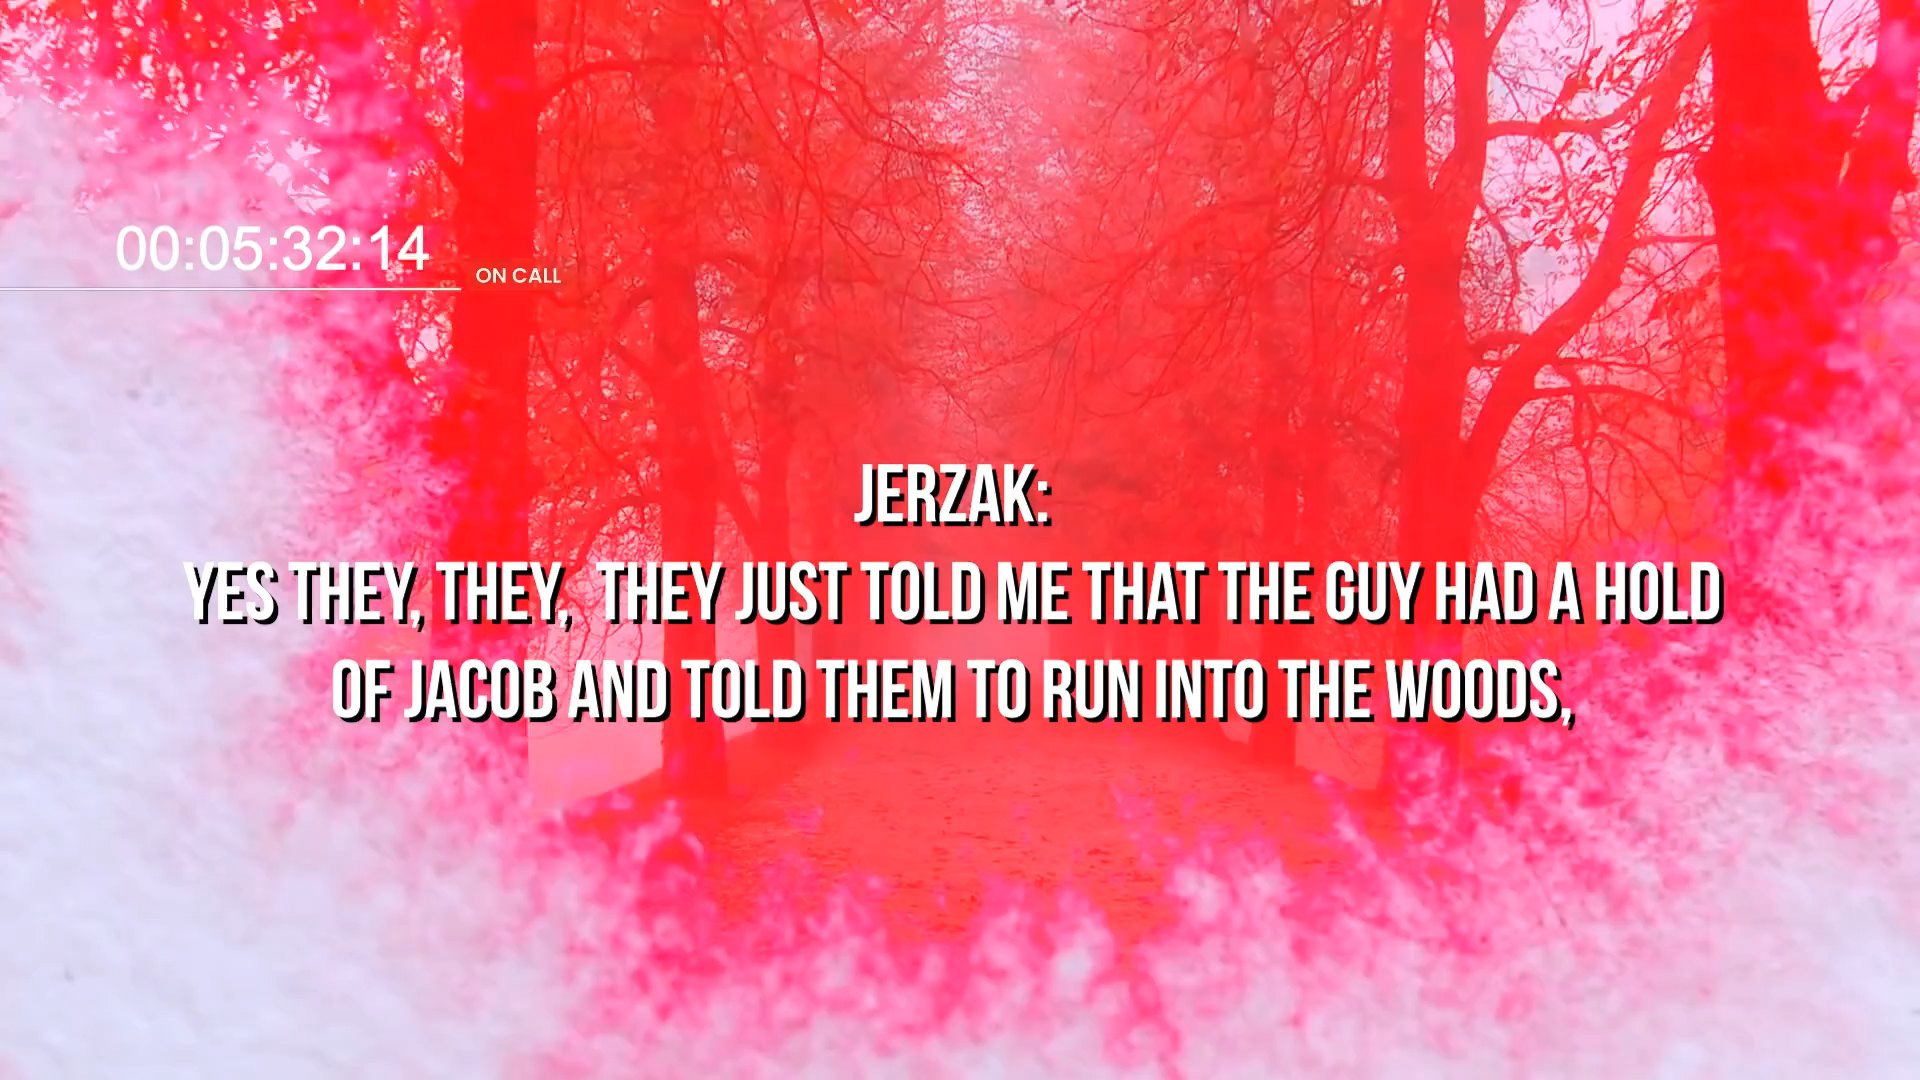 00:05:32:14
ON CALL
JERZAK:
YES THEY, THEY, THEY JUST TOLD ME THAT THE GUY HAD A HOLD
OF JACOB AND TOLD THEM TO RUN INTO THE WOODS,